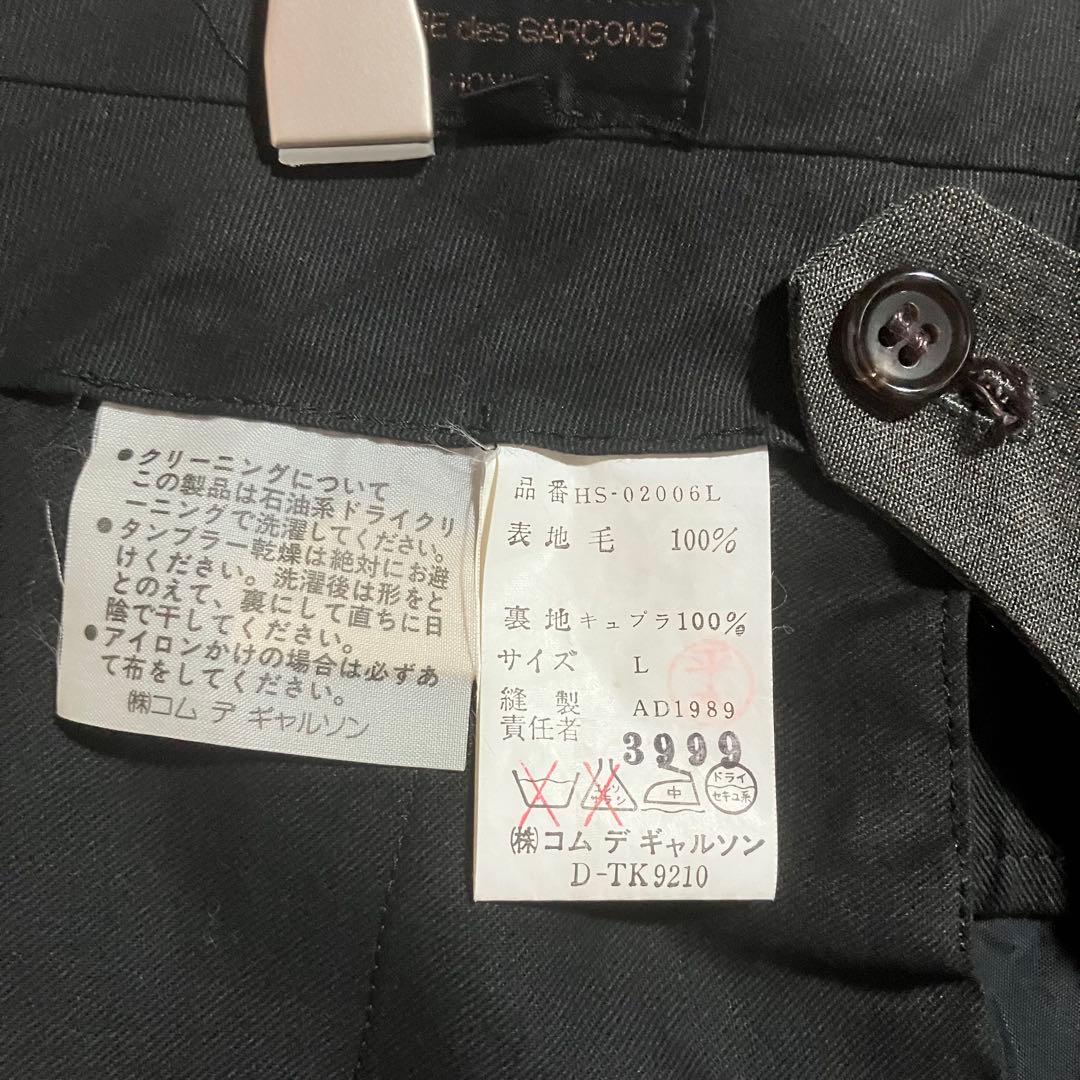 des GARÇONS
●クリーニングについて
この製品は石油系ドライクリ
ーニングで洗濯してください。
●タンブラー乾燥は絶対にお避
けください。洗濯後は形をと
とのえて、裏にして直ちに日
陰で干してください。
●アイロンかけの場合は必ずあ
て布をしてください。
㈱コム デ ギャルソン
品番HS-02006L
表地 毛 100%
裏地 キュプラ100%
サイズ L
縫製 AD1989
責任者
3999
中
ドライ
セキユ系
㈱コム デ ギャルソン
D-TK9210